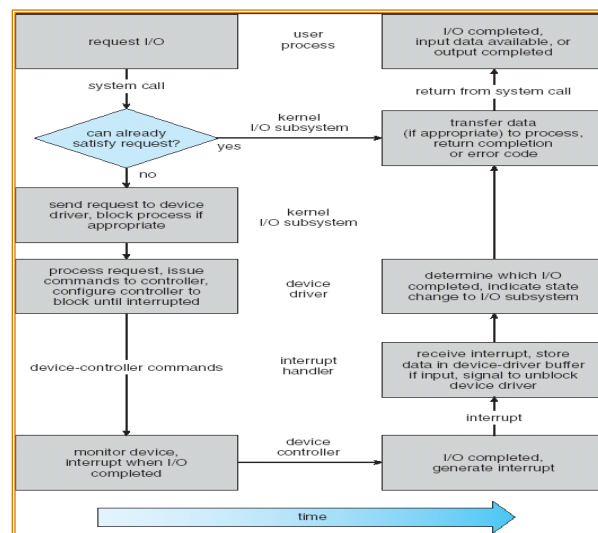 request I/O
user
process
I/O completed,
input data available, or
output completed
system call
return from system call
can already
satisfy request?
kernel
I/O subsystem
yes
transfer data
(if appropriate) to process,
return completion
or error code
no
send request to device
driver, block process if
appropriate
kernel
I/O subsystem
process request, issue
commands to controller,
configure controller to
block until interrupted
device
driver
determine which I/O
completed, indicate state
change to I/O subsystem
device-controller commands
interrupt
handler
receive interrupt, store
data in device-driver buffer
if input, signal to unblock
device driver
interrupt
monitor device,
interrupt when I/O
completed
device
controller
I/O completed,
generate interrupt
time